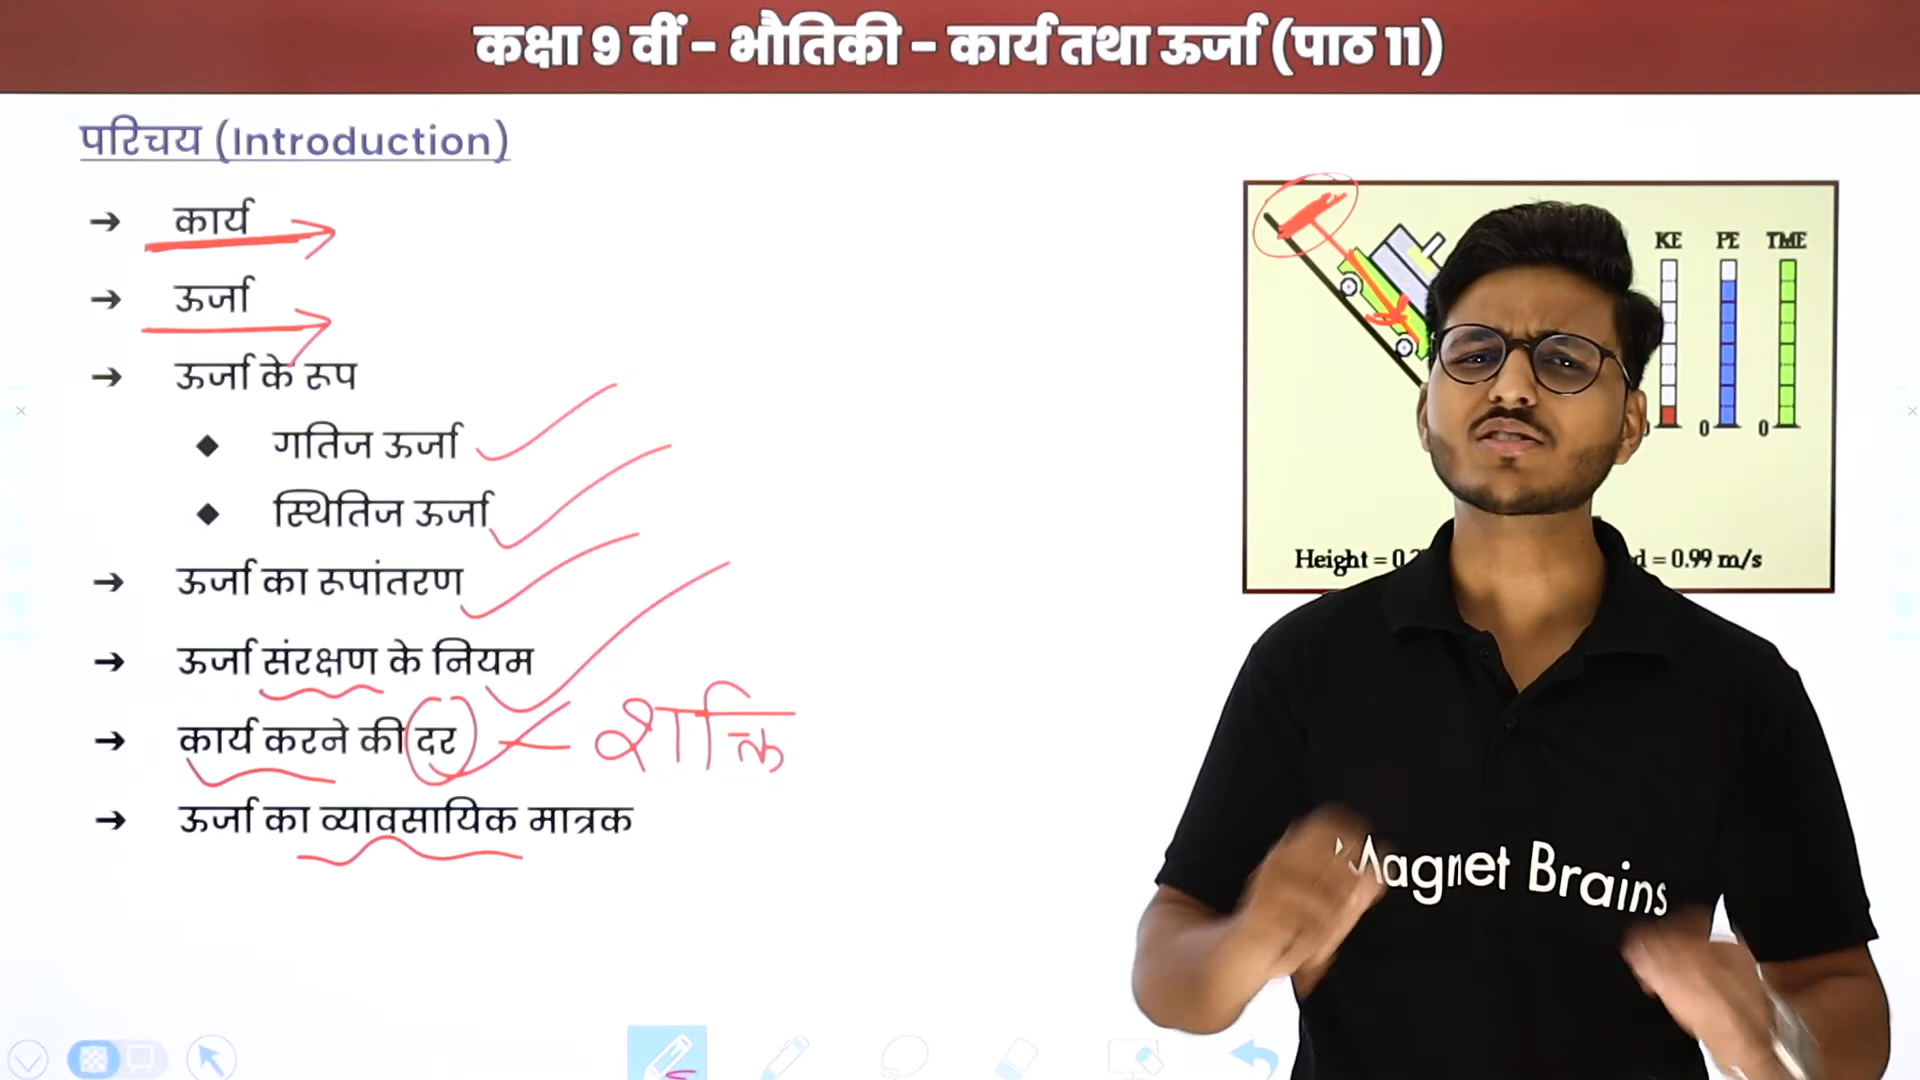 कक्षा 9 वीं - भौतिकी - कार्य तथा ऊर्जा (पाठ 11)
परिचय (Introduction)
→ कार्य
→ ऊर्जा
→ ऊर्जा के रूप
◆ गतिज ऊर्जा
◆ स्थितिज ऊर्जा
→ ऊर्जा का रूपांतरण
→ ऊर्जा संरक्षण के नियम
→ कार्य करने की दर - शक्ति
→ ऊर्जा का व्यावसायिक मात्रक
KE PE TME
0 0
Height = 0. = 0.99 m/s
Magnet Brains